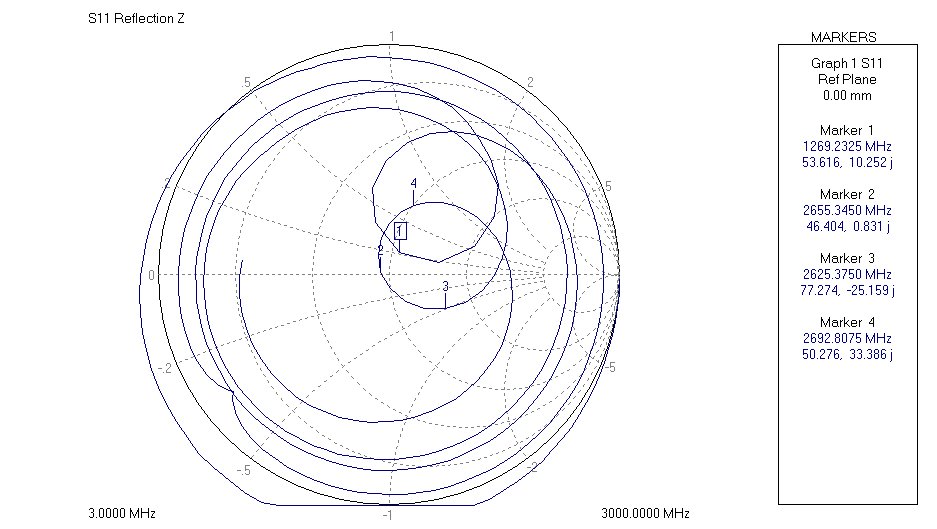 S11 Reflection Z
MARKERS
Graph 1 S11
Ref Plane
0.00 mm
Marker 1
1269.2325 MHz
53.616, 10.252 j
Marker 2
2655.3450 MHz
46.404, 0.831 j
Marker 3
2625.3750 MHz
77.274, -25.159 j
Marker 4
2692.8075 MHz
50.276, 33.386 j
1
.5
2
.2
5
4
1
2
0
3
-.2
-5
-.5
-2
-1
3.0000 MHz
3000.0000 MHz